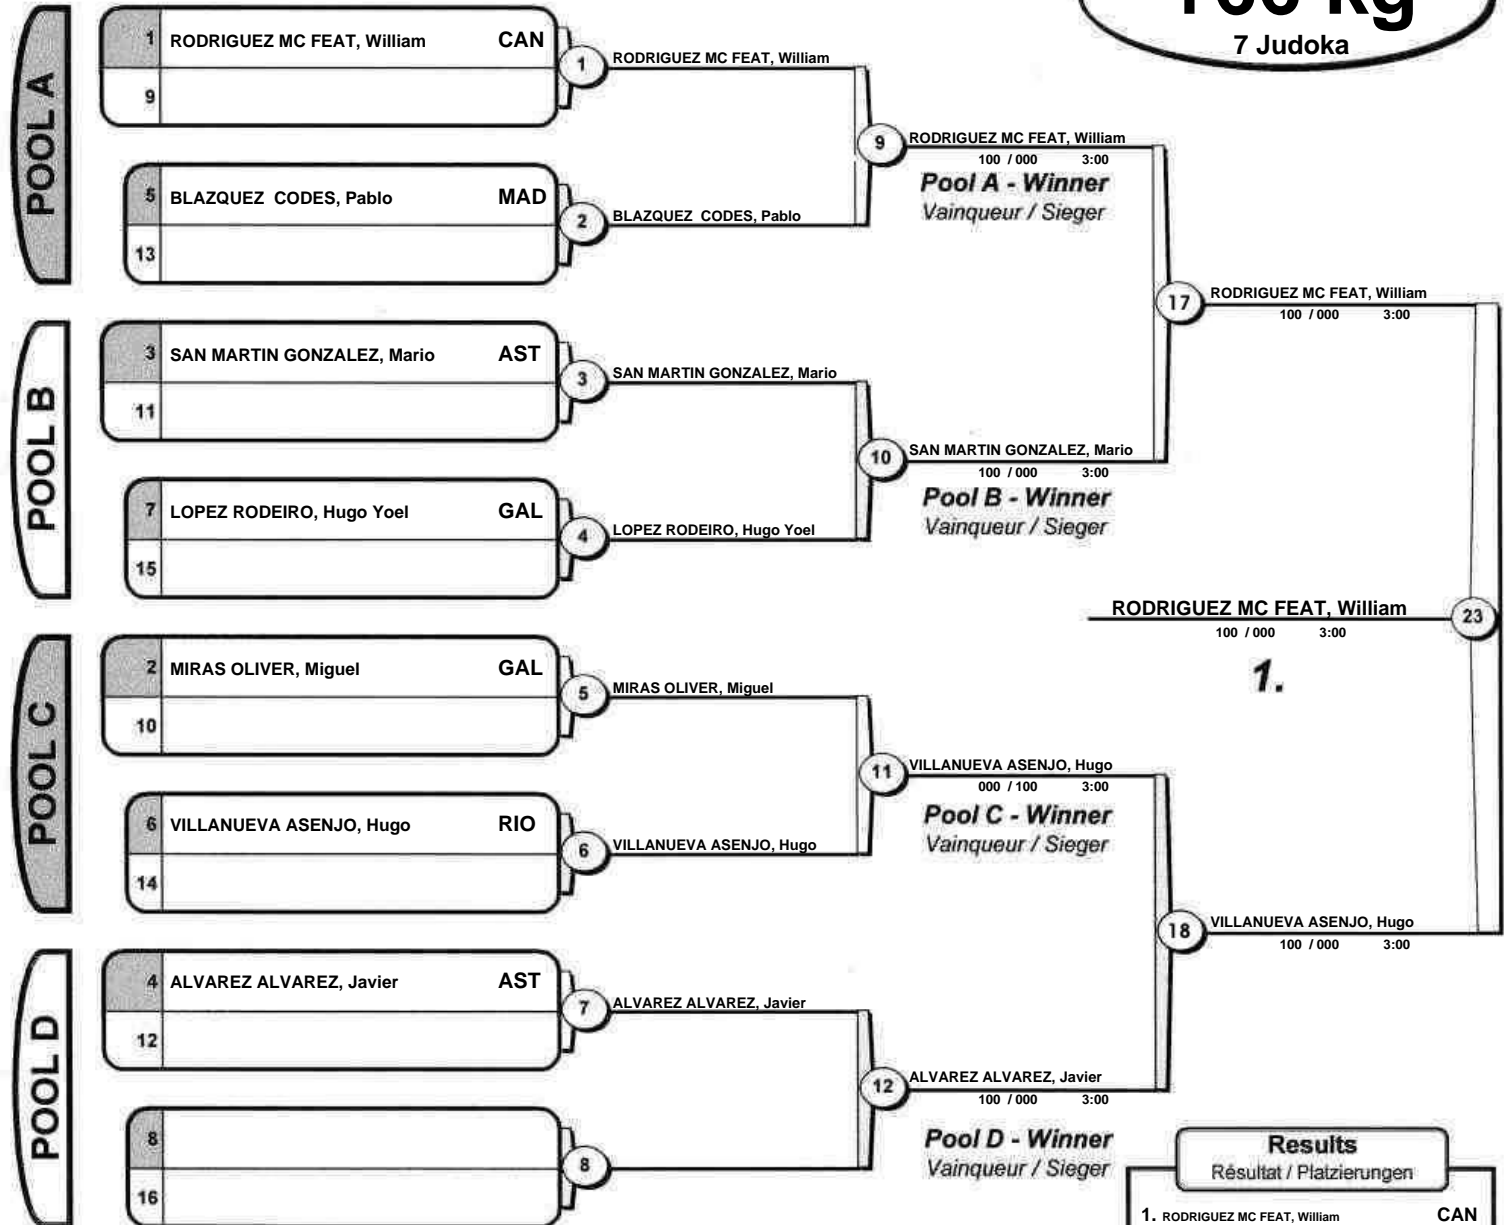 7 Judoka
POOL A
1 RODRIGUEZ MC FEAT, William CAN
9
1 RODRIGUEZ MC FEAT, William
5 BLAZQUEZ CODES, Pablo MAD
13
2 BLAZQUEZ CODES, Pablo
9 RODRIGUEZ MC FEAT, William
100 / 000 3:00
Pool A - Winner
Vainqueur / Sieger
POOL B
3 SAN MARTIN GONZALEZ, Mario AST
11
3 SAN MARTIN GONZALEZ, Mario
7 LOPEZ RODEIRO, Hugo Yoel GAL
15
4 LOPEZ RODEIRO, Hugo Yoel
10 SAN MARTIN GONZALEZ, Mario
100 / 000 3:00
Pool B - Winner
Vainqueur / Sieger
17 RODRIGUEZ MC FEAT, William
100 / 000 3:00
RODRIGUEZ MC FEAT, William 23
100 / 000 3:00
1.
POOL C
2 MIRAS OLIVER, Miguel GAL
10
5 MIRAS OLIVER, Miguel
6 VILLANUEVA ASENJO, Hugo RIO
14
6 VILLANUEVA ASENJO, Hugo
11 VILLANUEVA ASENJO, Hugo
000 / 100 3:00
Pool C - Winner
Vainqueur / Sieger
18 VILLANUEVA ASENJO, Hugo
100 / 000 3:00
POOL D
4 ALVAREZ ALVAREZ, Javier AST
12
7 ALVAREZ ALVAREZ, Javier
8
16
8
12 ALVAREZ ALVAREZ, Javier
100 / 000 3:00
Pool D - Winner
Vainqueur / Sieger
Results
Résultat / Platzierungen
1. RODRIGUEZ MC FEAT, William CAN